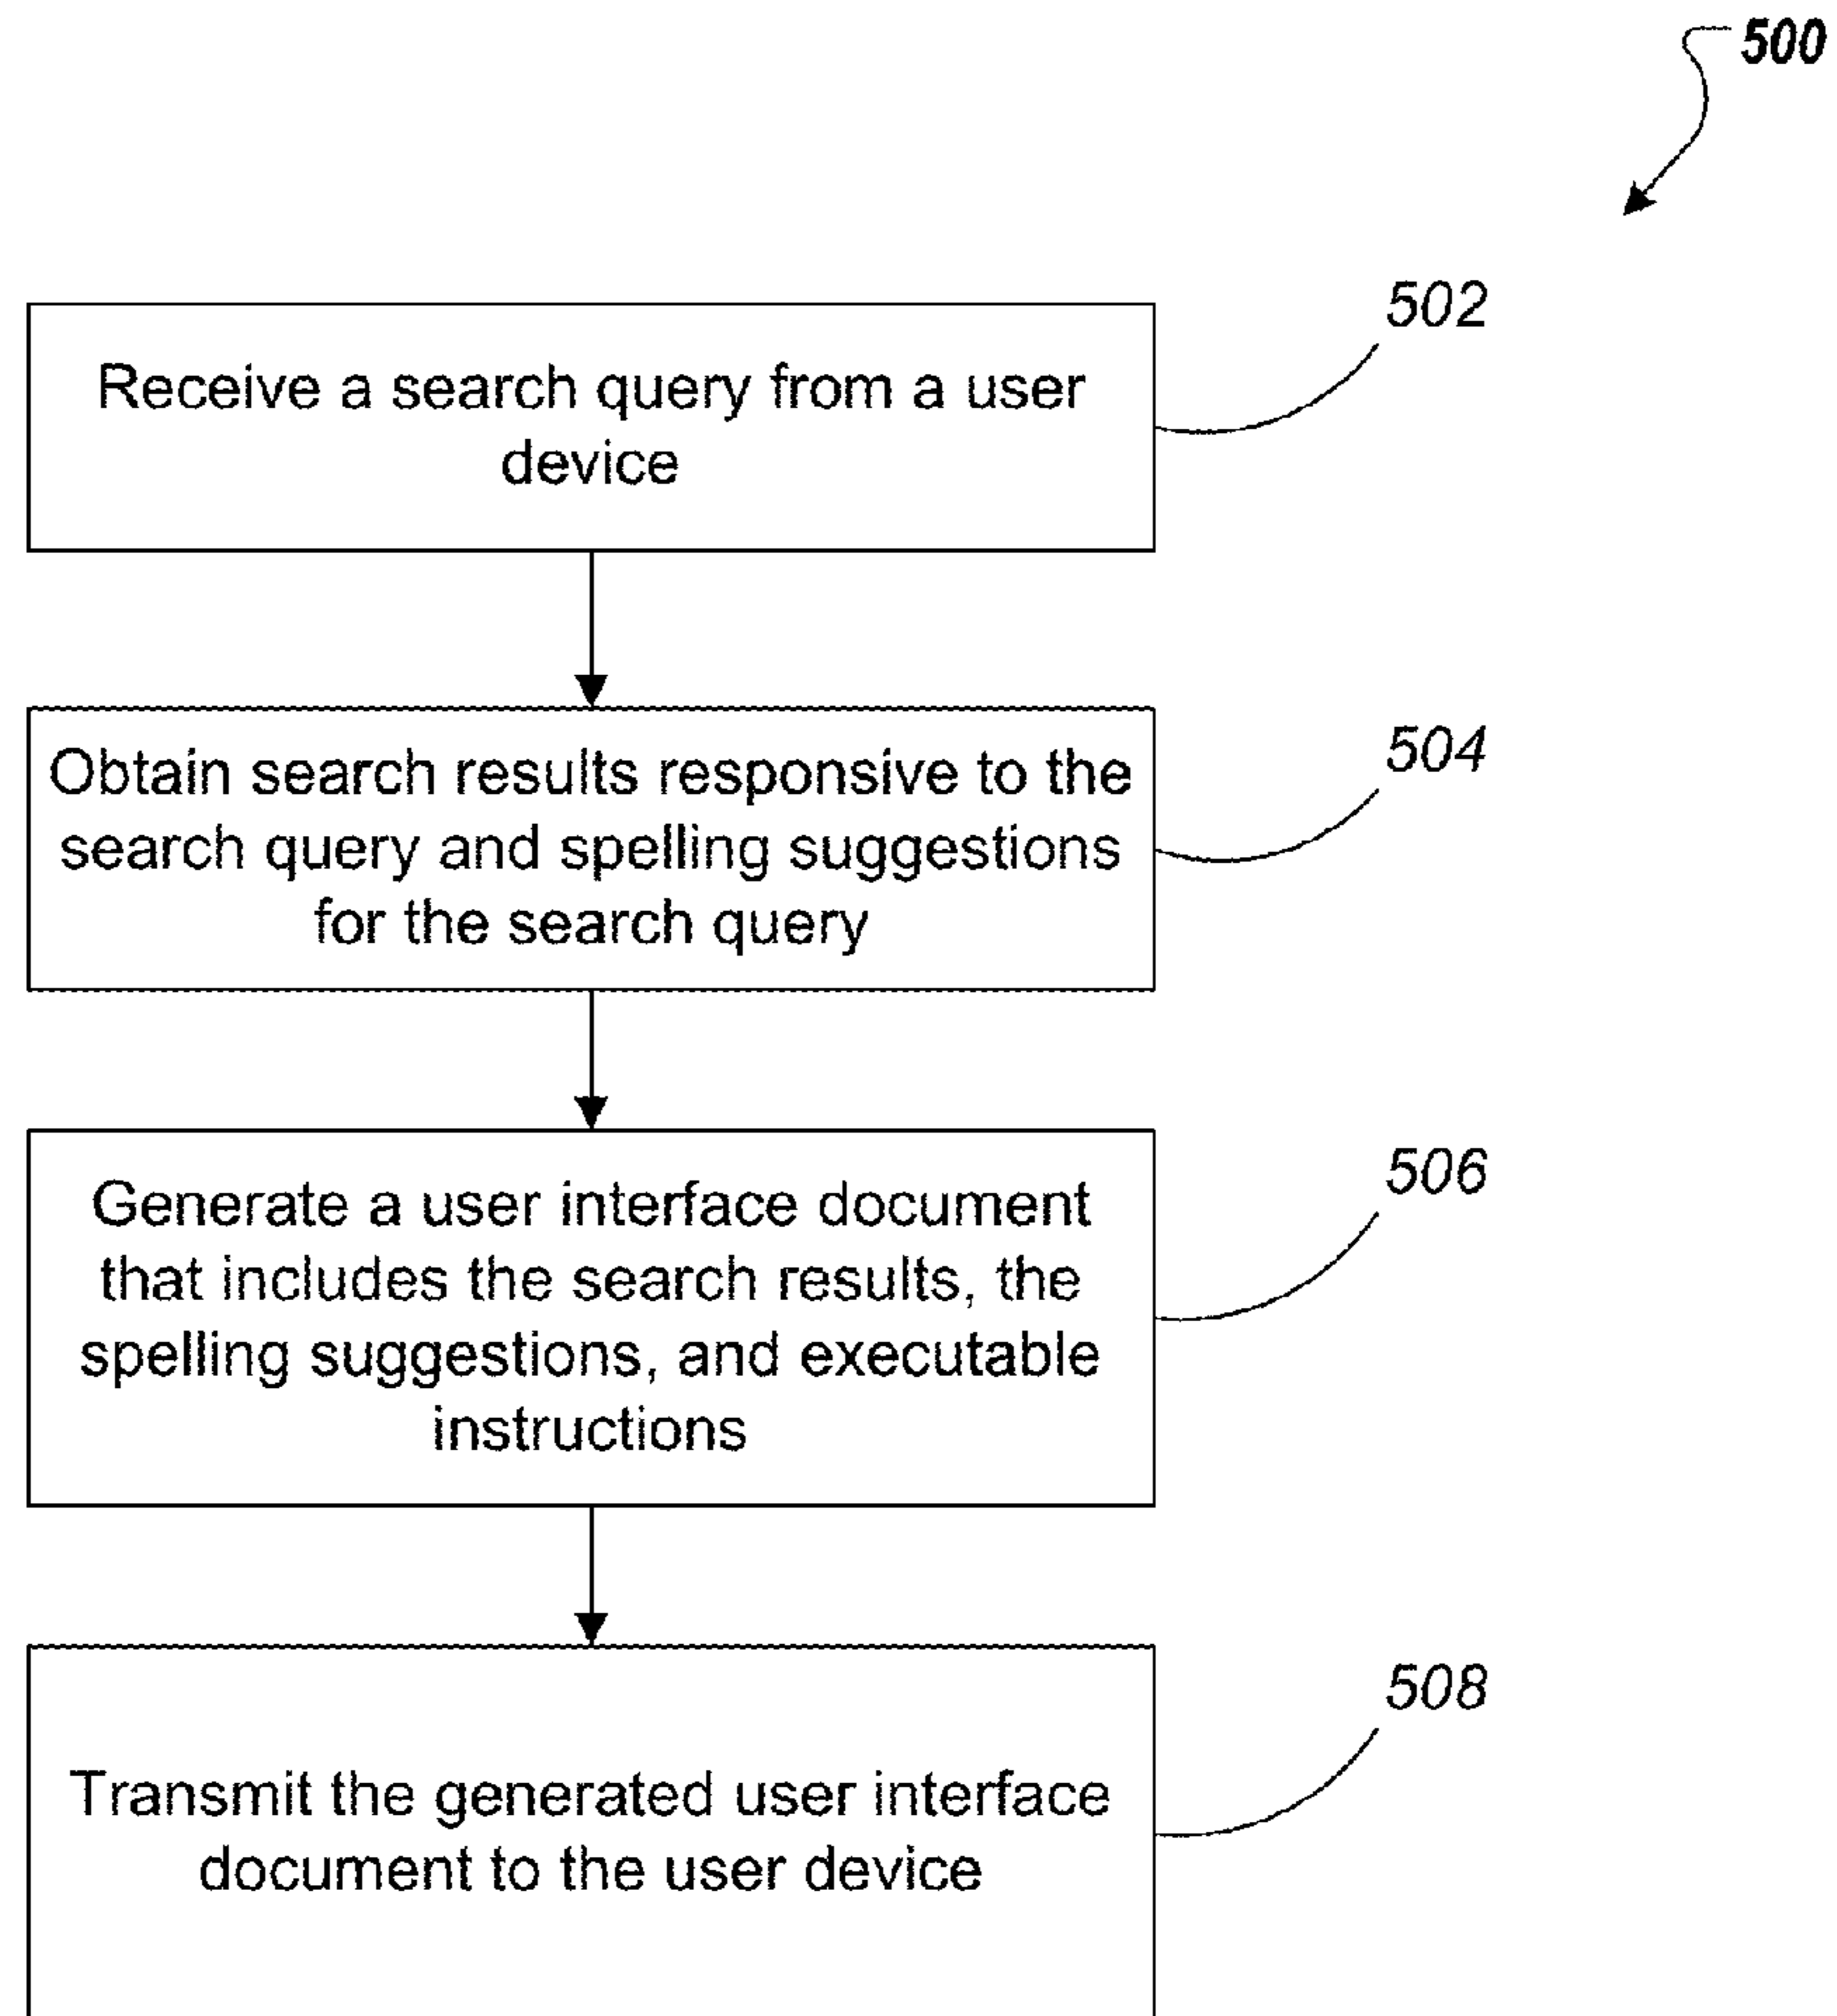 500
502
Receive a search query from a user
device
504
Obtain search results responsive to the
search query and spelling suggestions
for the search query
506
Generate a user interface document
that includes the search results, the
spelling suggestions, and executable
instructions
508
Transmit the generated user interface
document to the user device